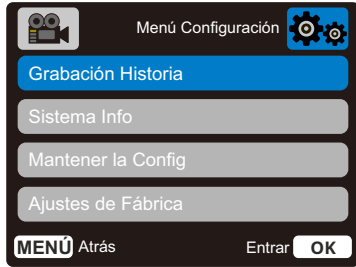 Menú Configuración
Grabación Historia
Sistema Info
Mantener la Config
Ajustes de Fábrica
MENÚ Atrás Entrar OK